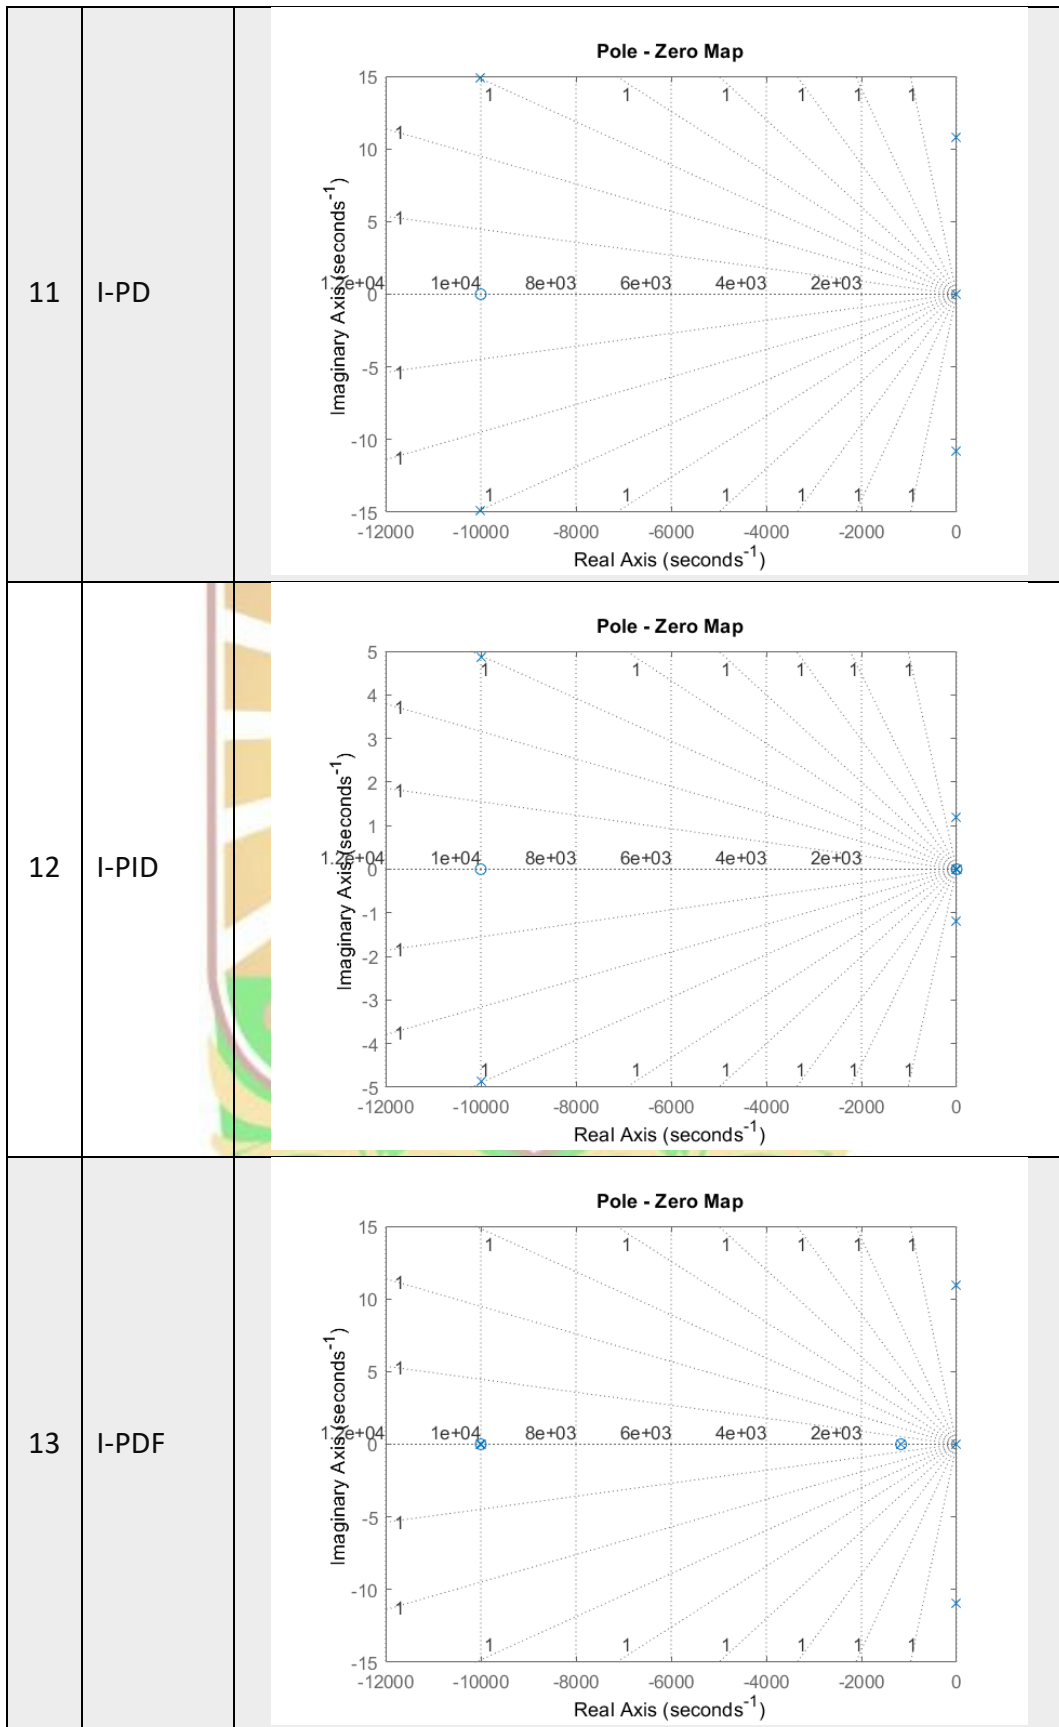 11
I-PD
Pole - Zero Map
15
1 1 1 1 1 1
1
10
1
5
1.2e+04 1e+04 8e+03 6e+03 4e+03 2e+03
0
-5
1
-10
1
1 1 1 1 1 1
-15
-12000 -10000 -8000 -6000 -4000 -2000 0
Real Axis (seconds⁻¹)
Imaginary Axis (seconds⁻¹)
12
I-PID
Pole - Zero Map
5
1 1 1 1 1 1
4
1
3
2
1
1
1.2e+04 1e+04 8e+03 6e+03 4e+03 2e+03
0
-1
1
-2
-3
1
-4
1 1 1 1 1 1
-5
-12000 -10000 -8000 -6000 -4000 -2000 0
Real Axis (seconds⁻¹)
Imaginary Axis (seconds⁻¹)
13
I-PDF
Pole - Zero Map
15
1 1 1 1 1 1
1
10
1
5
1.2e+04 1e+04 8e+03 6e+03 4e+03 2e+03
0
-5
1
-10
1
1 1 1 1 1 1
-15
-12000 -10000 -8000 -6000 -4000 -2000 0
Real Axis (seconds⁻¹)
Imaginary Axis (seconds⁻¹)